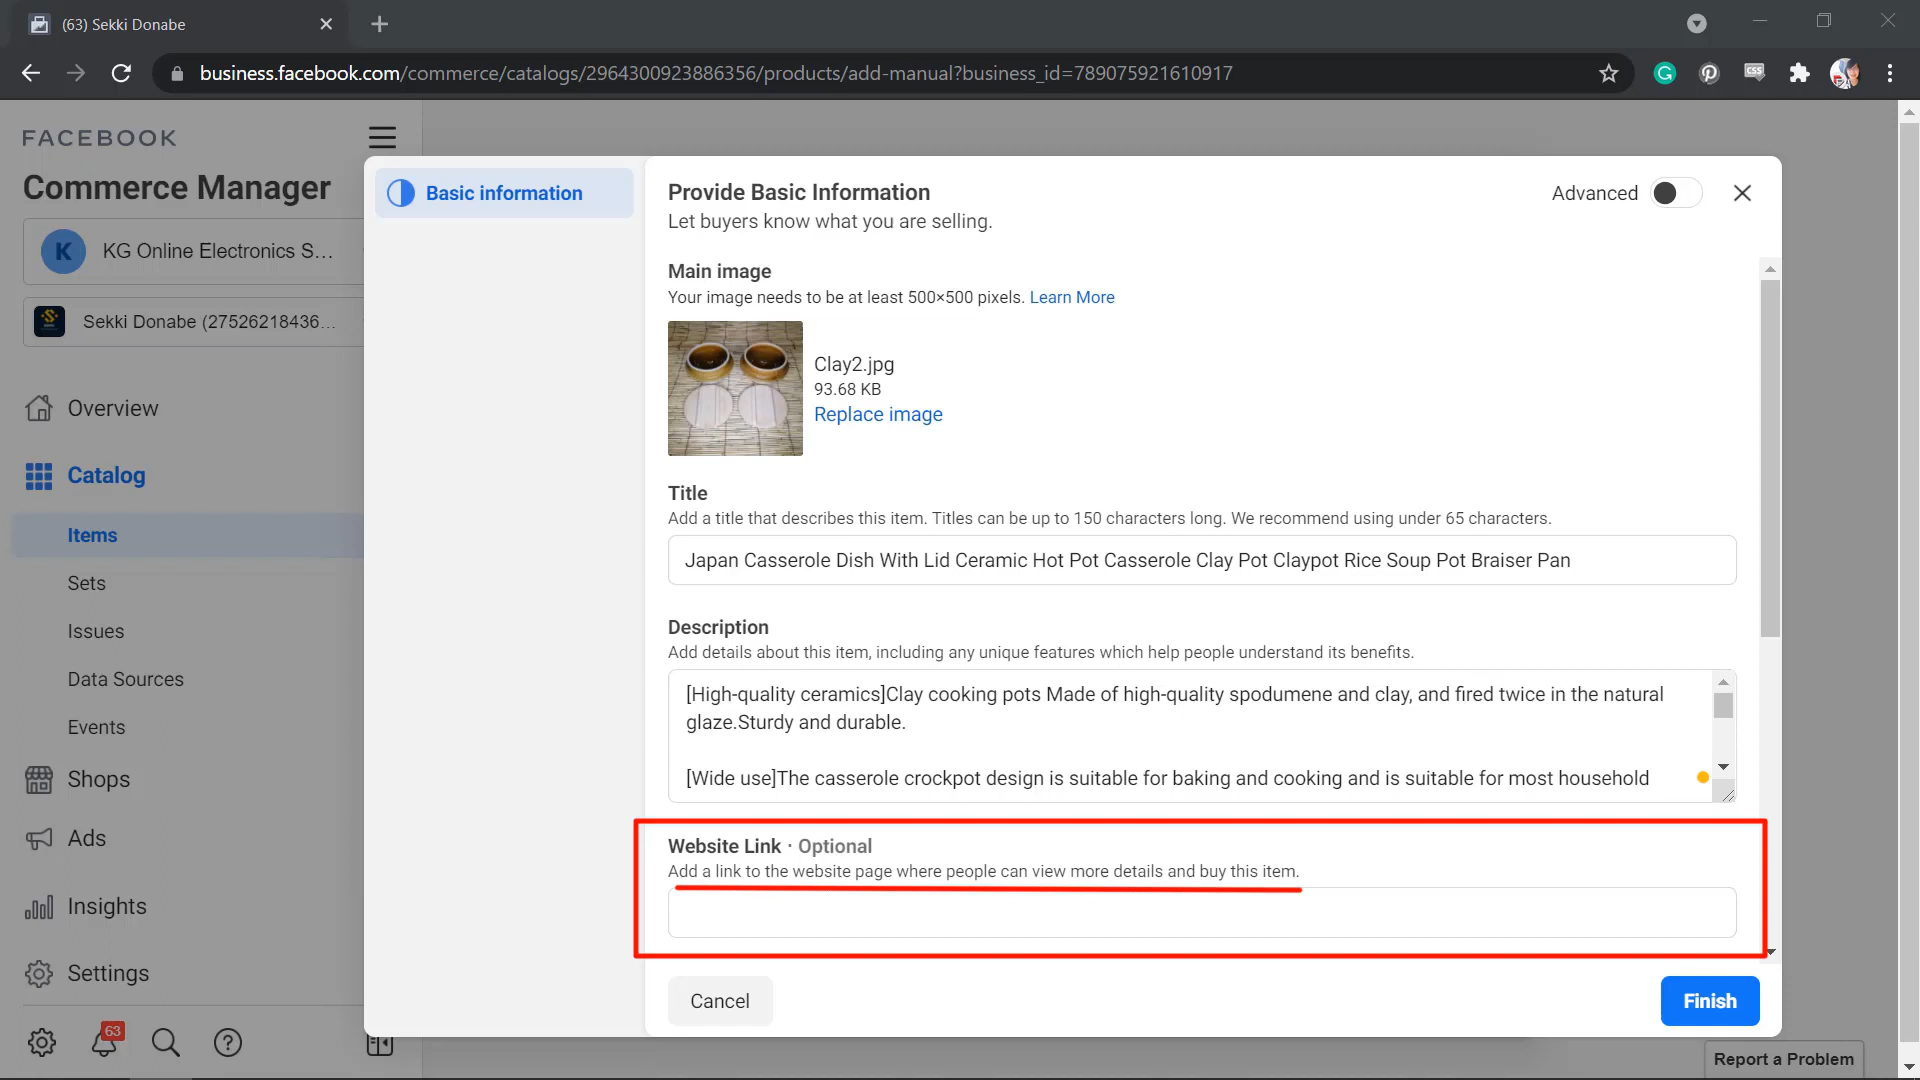 (63) Sekki Donabe
business.facebook.com/commerce/catalogs/2964300923886356/products/add-manual?business_id=789075921610917
FACEBOOK
Commerce Manager
K
KG Online Electronics S...
Sekki Donabe (27526218436...
Overview
Catalog
Items
Sets
Issues
Data Sources
Events
Shops
Ads
Insights
Settings
63
Basic information
Provide Basic Information
Let buyers know what you are selling.
Advanced
Main image
Your image needs to be at least 500×500 pixels. Learn More
Clay2.jpg
93.68 KB
Replace image
Title
Add a title that describes this item. Titles can be up to 150 characters long. We recommend using under 65 characters.
Japan Casserole Dish With Lid Ceramic Hot Pot Casserole Clay Pot Claypot Rice Soup Pot Braiser Pan
Description
Add details about this item, including any unique features which help people understand its benefits.
[High-quality ceramics]Clay cooking pots Made of high-quality spodumene and clay, and fired twice in the natural
glaze.Sturdy and durable.
[Wide use]The casserole crockpot design is suitable for baking and cooking and is suitable for most household
Website Link · Optional
Add a link to the website page where people can view more details and buy this item.
Cancel
Finish
Report a Problem